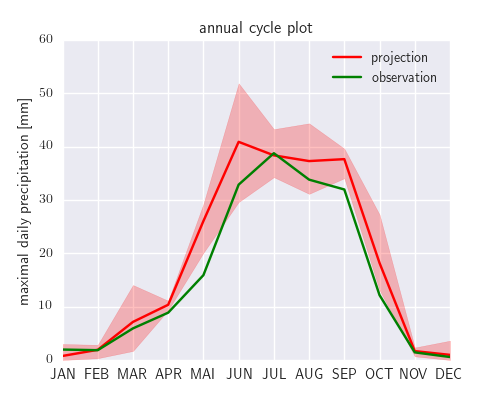 annual cycle plot
maximal daily precipitation [mm]
60
50
40
30
20
10
0
projection
observation
JAN FEB MAR APR MAI JUN JUL AUG SEP OCT NOV DEC